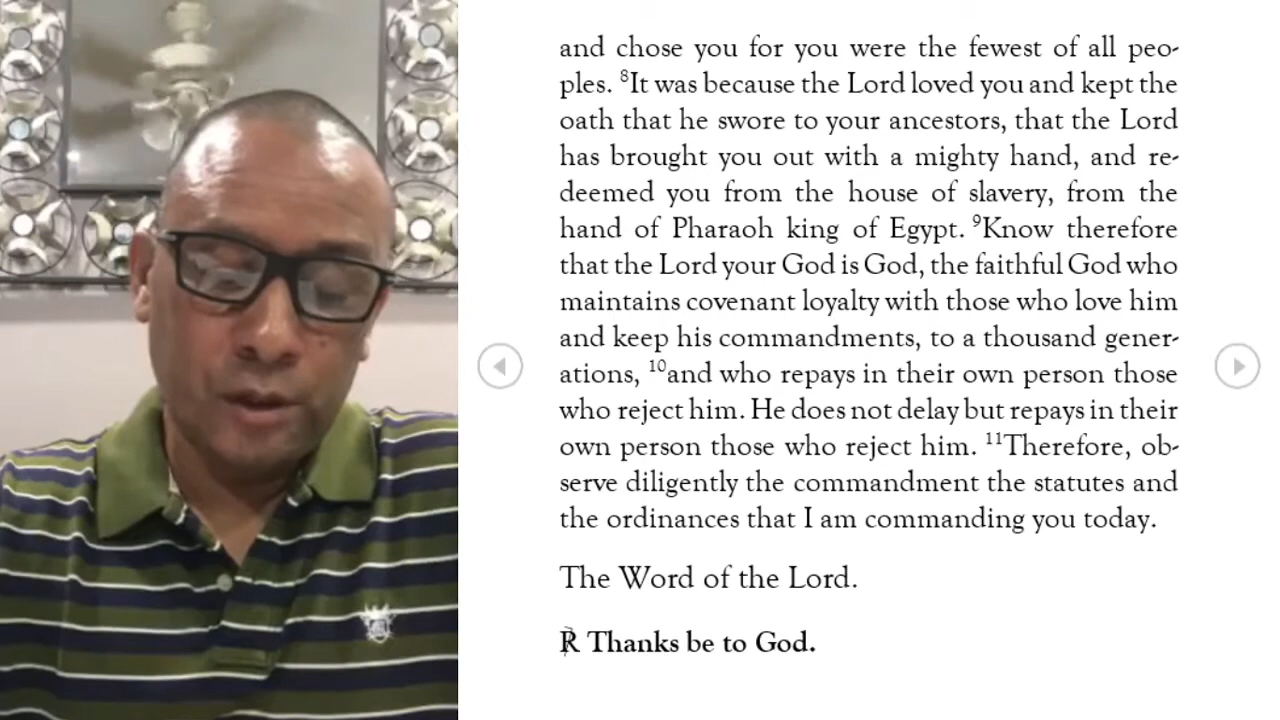 and chose you for you were the fewest of all peo-
ples. ⁸It was because the Lord loved you and kept the
oath that he swore to your ancestors, that the Lord
has brought you out with a mighty hand, and re-
deemed you from the house of slavery, from the
hand of Pharaoh king of Egypt. ⁹Know therefore
that the Lord your God is God, the faithful God who
maintains covenant loyalty with those who love him
and keep his commandments, to a thousand gener-
ations, ¹⁰and who repays in their own person those
who reject him. He does not delay but repays in their
own person those who reject him. ¹¹Therefore, ob-
serve diligently the commandment the statutes and
the ordinances that I am commanding you today.
The Word of the Lord.
℟ Thanks be to God.